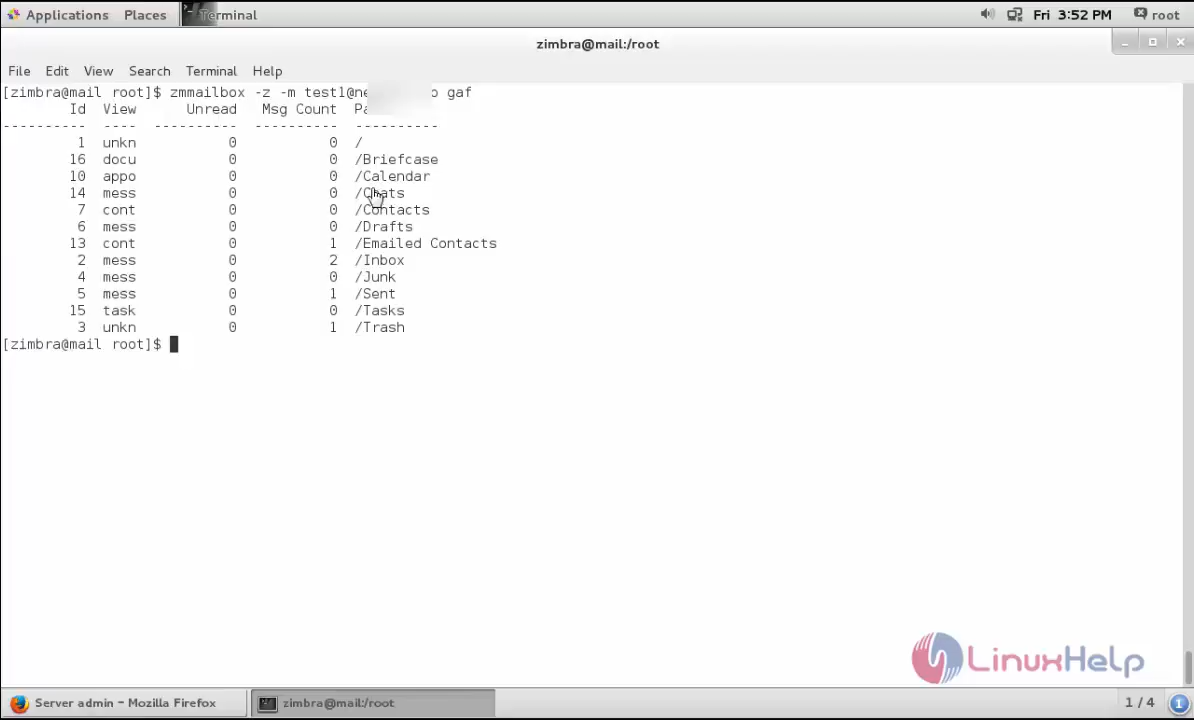 Applications Places Terminal Fri 3:52 PM root
zimbra@mail:/root
File Edit View Search Terminal Help
[zimbra@mail root]$ zmmailbox -z -m test1@ne gaf
Id View Unread Msg Count
---------- ---- ---------- ---------- ----------
1 unkn 0 0 /
16 docu 0 0 /Briefcase
10 appo 0 0 /Calendar
14 mess 0 0 /Chats
7 cont 0 0 /Contacts
6 mess 0 0 /Drafts
13 cont 0 1 /Emailed Contacts
2 mess 0 2 /Inbox
4 mess 0 0 /Junk
5 mess 0 1 /Sent
15 task 0 0 /Tasks
3 unkn 0 1 /Trash
[zimbra@mail root]$
LinuxHelp
Server admin - Mozilla Firefox zimbra@mail:/root 1 / 4 1